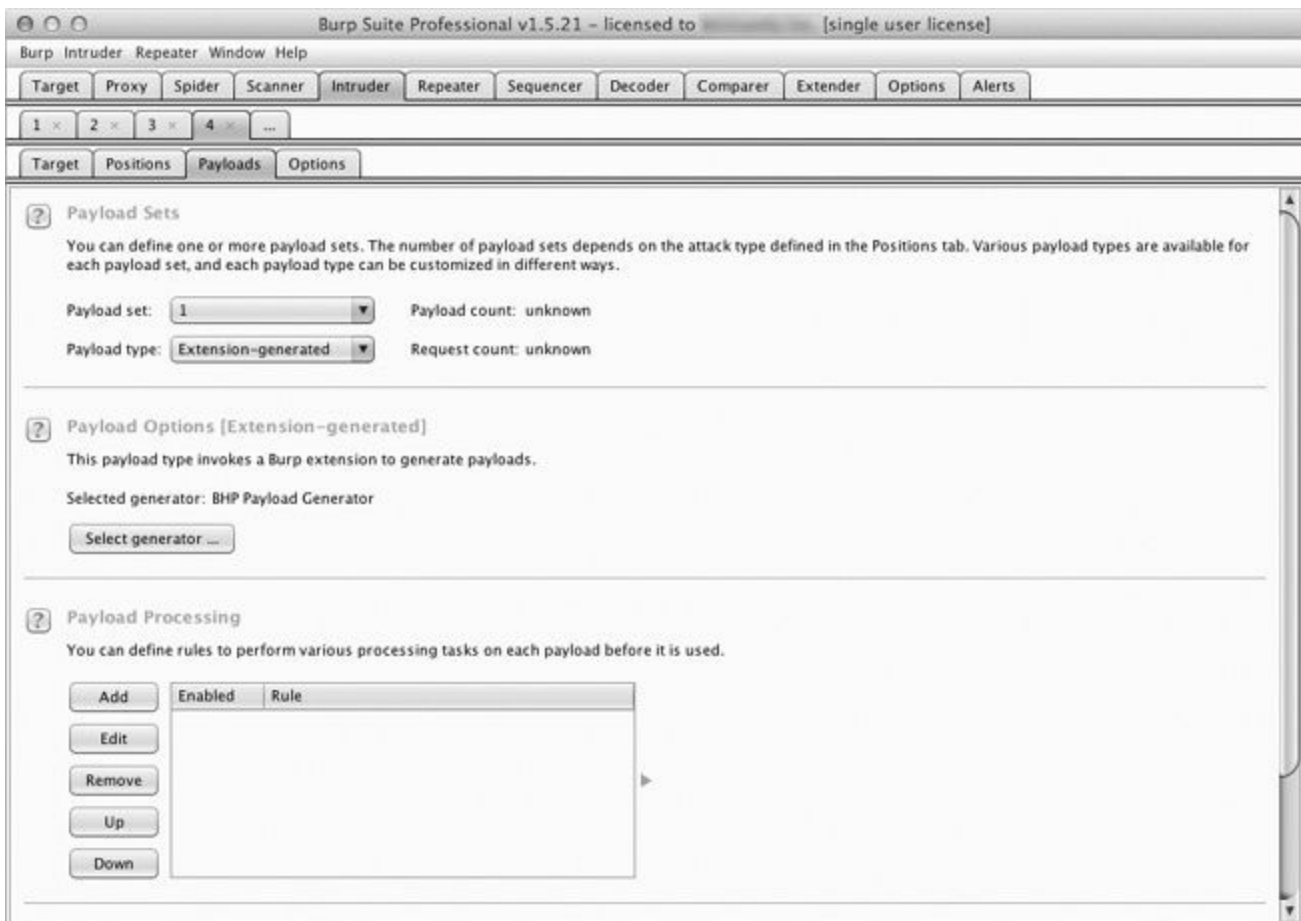 Burp Suite Professional v1.5.21 – licensed to [single user license]
Burp Intruder Repeater Window Help
Target Proxy Spider Scanner Intruder Repeater Sequencer Decoder Comparer Extender Options Alerts
1 × 2 × 3 × 4 × ...
Target Positions Payloads Options
? Payload Sets
You can define one or more payload sets. The number of payload sets depends on the attack type defined in the Positions tab. Various payload types are available for
each payload set, and each payload type can be customized in different ways.
Payload set: 1 Payload count: unknown
Payload type: Extension-generated Request count: unknown
? Payload Options [Extension-generated]
This payload type invokes a Burp extension to generate payloads.
Selected generator: BHP Payload Generator
Select generator ...
? Payload Processing
You can define rules to perform various processing tasks on each payload before it is used.
Add Enabled Rule
Edit
Remove
Up
Down